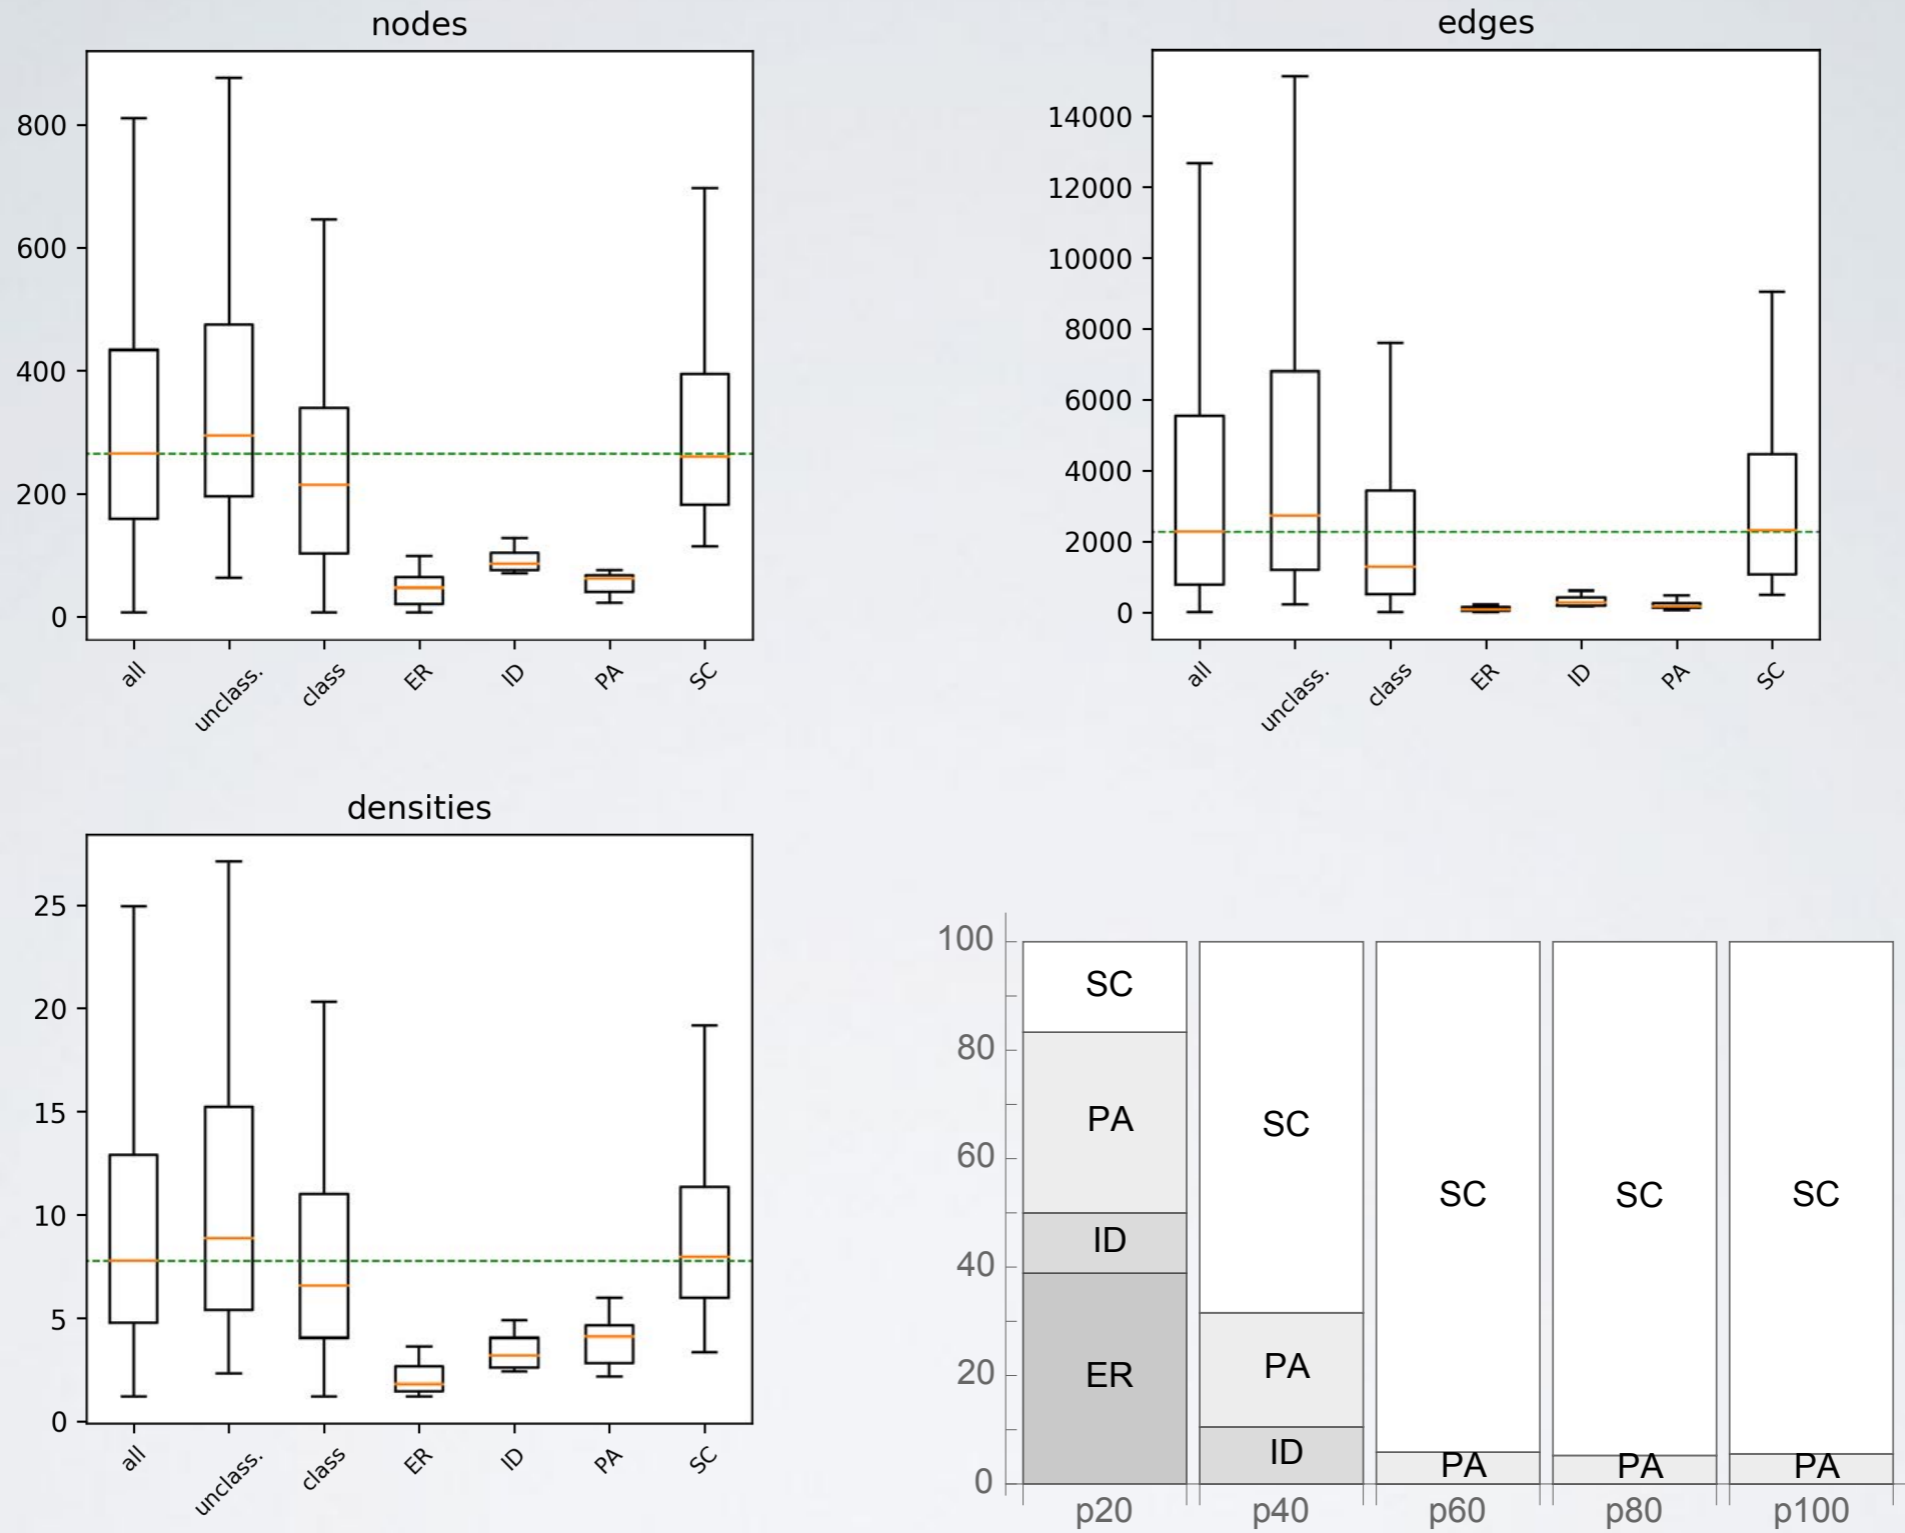 nodes
800
600
400
200
0
all
unclass.
class
ER
ID
PA
SC
edges
14000
12000
10000
8000
6000
4000
2000
0
all
unclass.
class
ER
ID
PA
SC
densities
25
20
15
10
5
0
all
unclass.
class
ER
ID
PA
SC
100
80
60
40
20
0
SC
PA
ID
ER
SC
PA
ID
SC
PA
SC
PA
SC
PA
p20
p40
p60
p80
p100